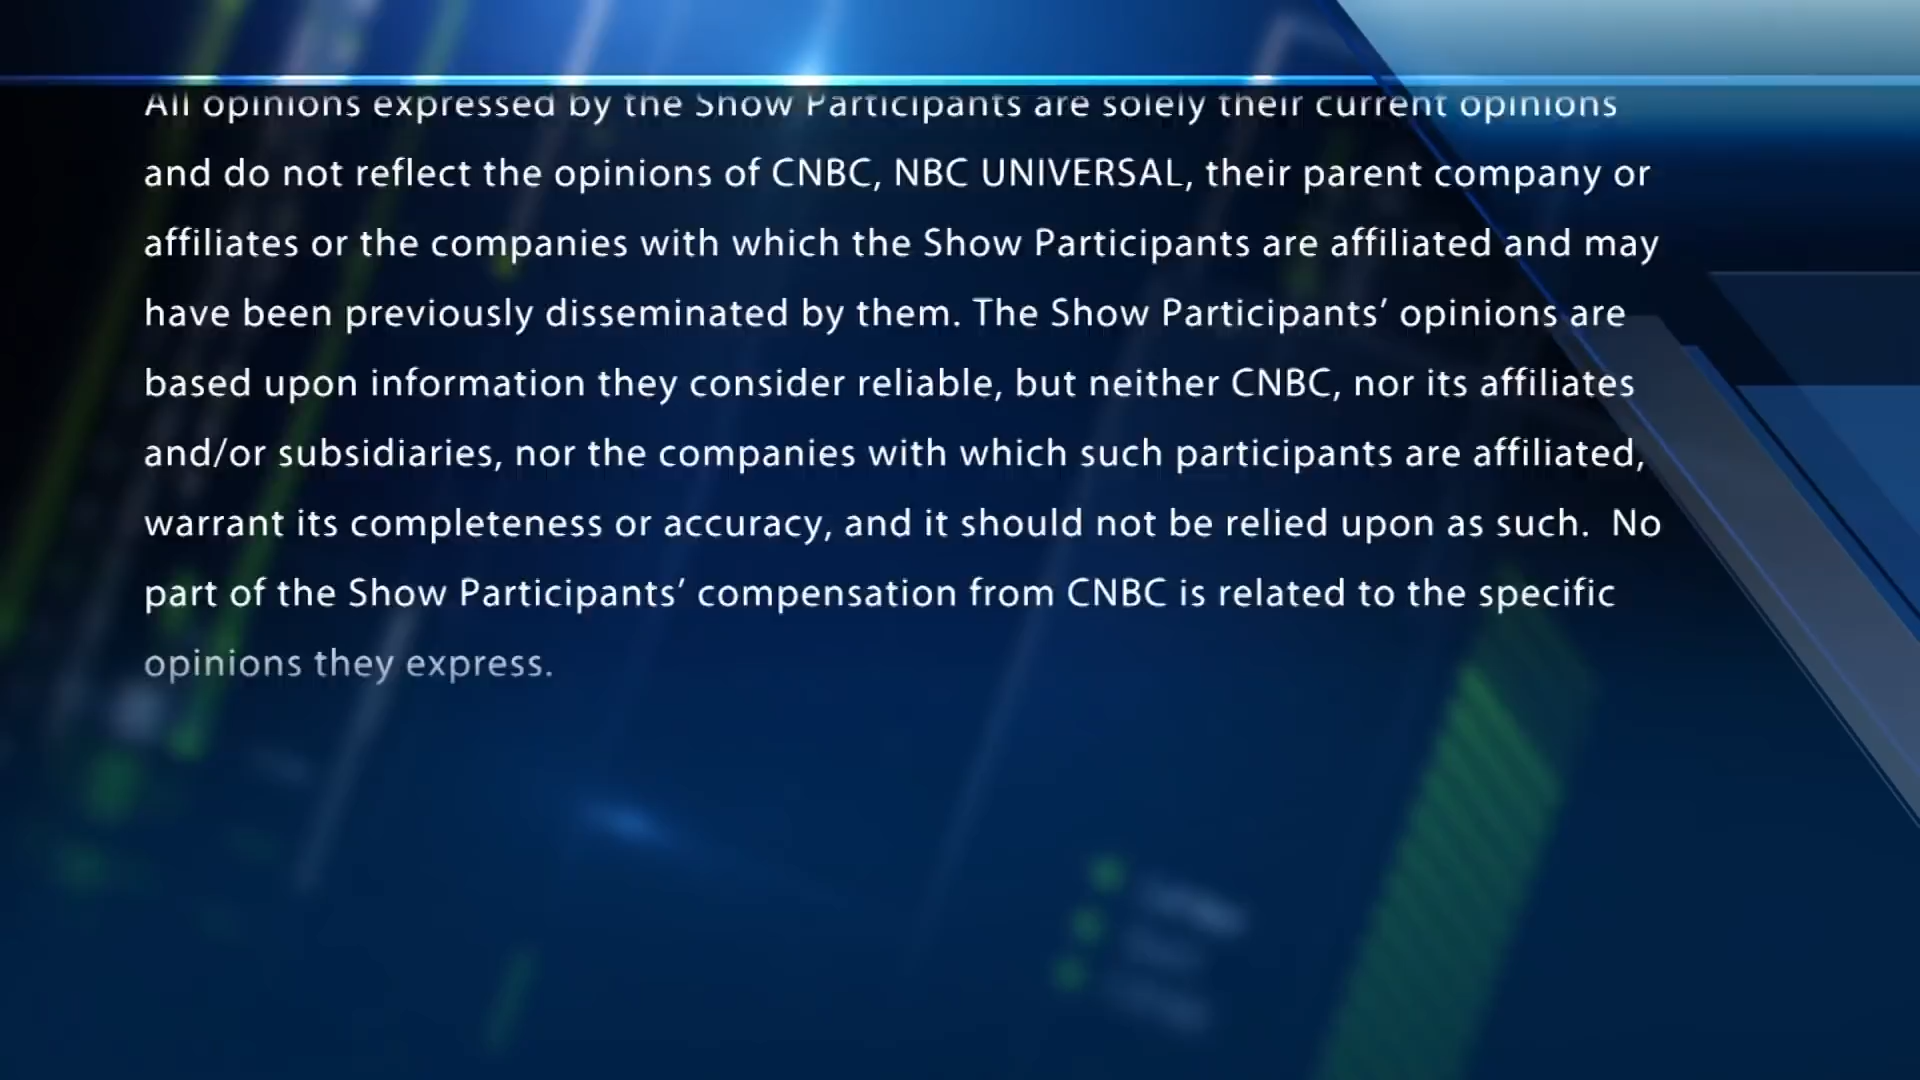 All opinions expressed by the Show Participants are solely their current opinions
and do not reflect the opinions of CNBC, NBC UNIVERSAL, their parent company or
affiliates or the companies with which the Show Participants are affiliated and may
have been previously disseminated by them. The Show Participants’ opinions are
based upon information they consider reliable, but neither CNBC, nor its affiliates
and/or subsidiaries, nor the companies with which such participants are affiliated,
warrant its completeness or accuracy, and it should not be relied upon as such.  No
part of the Show Participants’ compensation from CNBC is related to the specific
opinions they express.